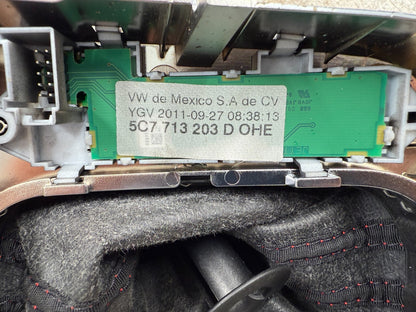 VW de Mexico S.A de CV
YGV 2011-09-27 08:38:13
5C7 713 203 D OHE